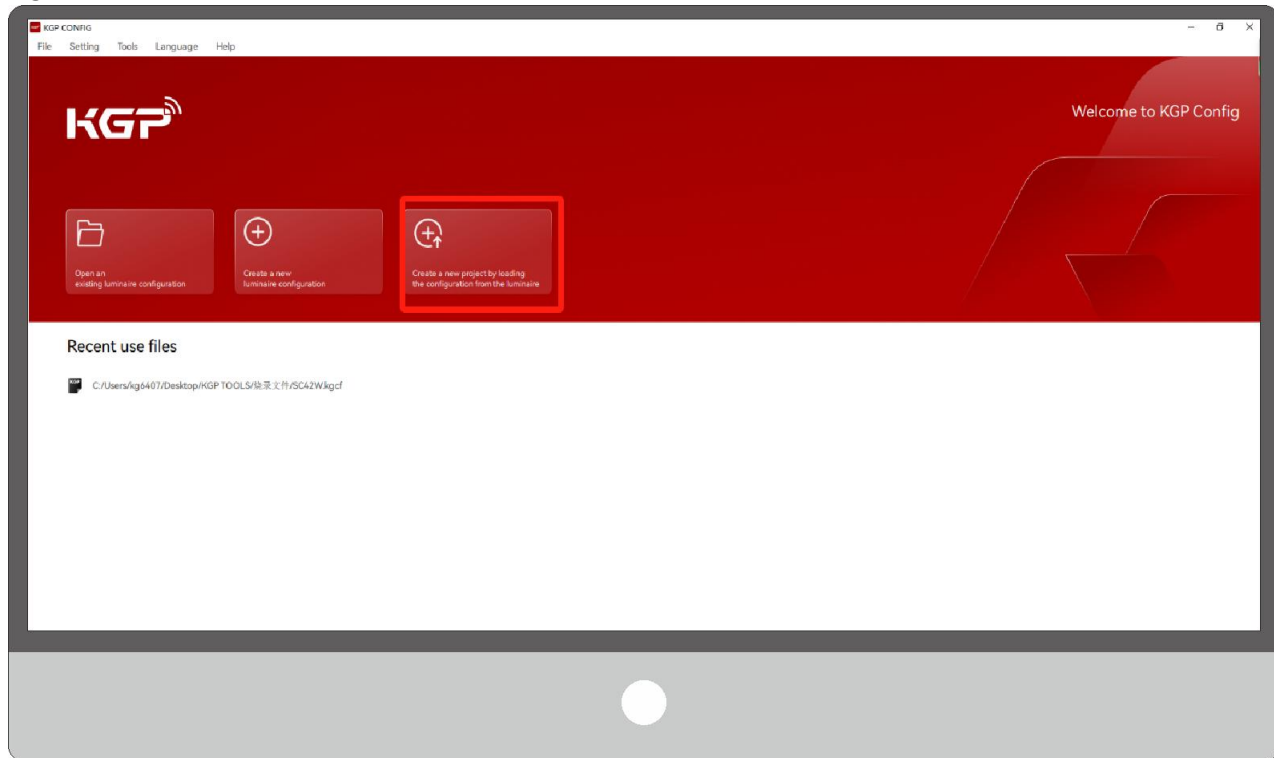 KGP CONFIG
File Setting Tools Language Help
KGP
Welcome to KGP Config
Open an
existing luminaire configuration
Create a new
luminaire configuration
Create a new project by loading
the configuration from the luminaire
Recent use files
C:/Users/kg6407/Desktop/KGP TOOLS/烧录文件/SC42W.kgcf